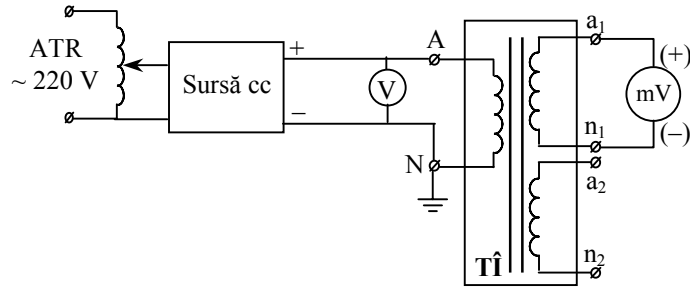 ATR
~ 220 V
Sursă cc
+
–
V
A
N
TÎ
a1
n1
a2
n2
(+)
mV
(–)